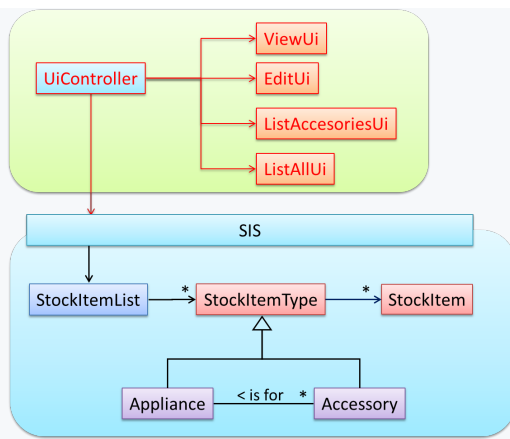 ViewUi
UiController
EditUi
ListAccesoriesUi
ListAllUi
SIS
StockItemList
*
StockItemType
*
StockItem
Appliance
< is for
*
Accessory